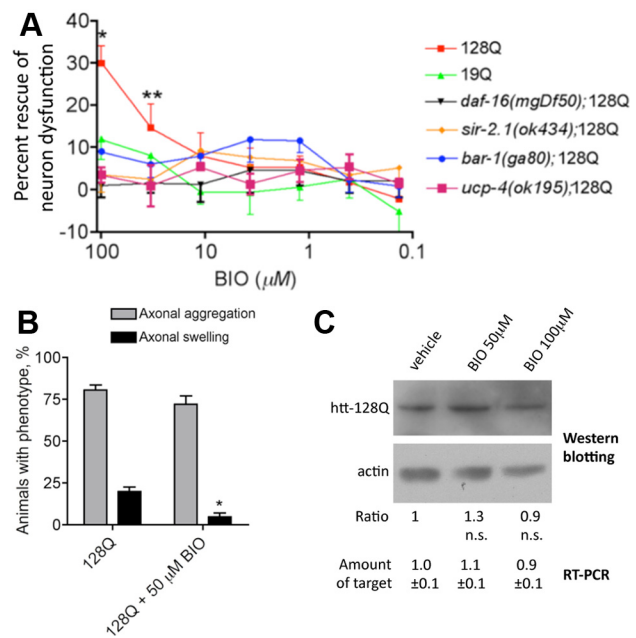 A
Percent rescue of
neuron dysfunction
40
30
20
10
0
-10
*
**
100
10
1
0.1
BIO (μM)
128Q
19Q
daf-16(mgDf50);128Q
sir-2.1(ok434);128Q
bar-1(ga80);128Q
ucp-4(ok195);128Q
B
Axonal aggregation
Axonal swelling
Animals with phenotype, %
100
75
50
25
0
*
128Q
128Q + 50 μM BIO
C
vehicle
BIO 50μM
BIO 100μM
htt-128Q
actin
Western
blotting
Ratio 1 1.3 0.9
n.s. n.s.
Amount 1.0 1.1 0.9
of target ±0.1 ±0.1 ±0.1
RT-PCR